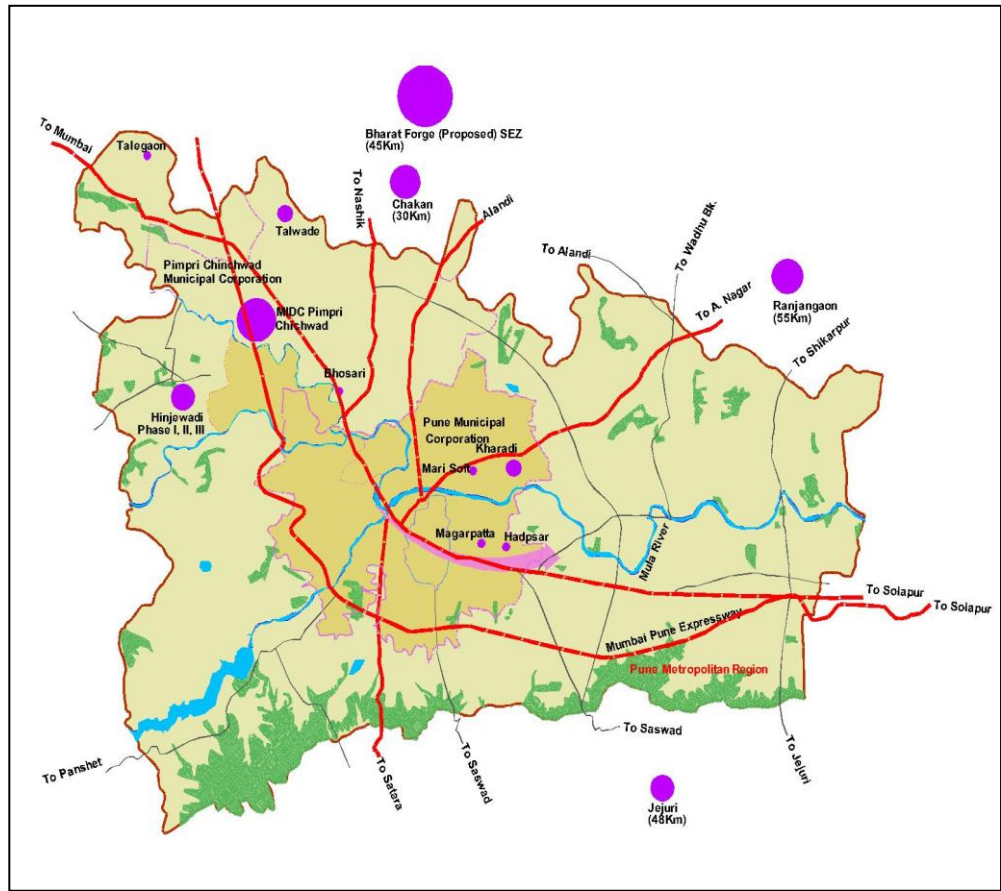 Bharat Forge (Proposed) SEZ
(45Km)
To Mumbai
Talegaon
Chakan
(30Km)
To Nashik
Alandi
Talwade
To Wadhu Bk.
To Alandi
Pimpri Chinchwad
Municipal Corporation
Ranjangaon
(55Km)
To A. Nagar
MIDC Pimpri
Chichwad
To Shikarpur
Bhosari
Hinjewadi
Phase I, II, III
Pune Municipal
Corporation
Kharadi
Mari Soft
Magarpatta
Hadpsar
Mula River
To Solapur
To Solapur
Mumbai Pune Expressway
Pune Metropolitan Region
To Panshet
To Satara
To Saswad
To Saswad
To Jejuri
Jejuri
(48Km)